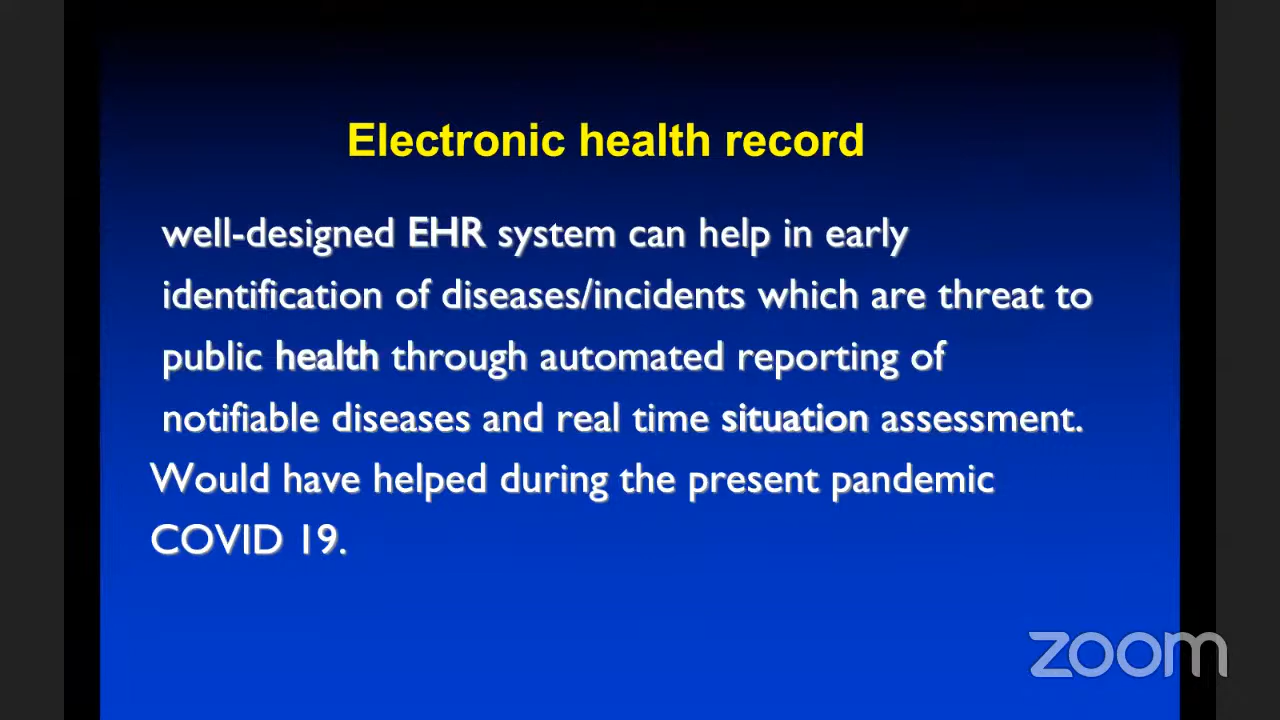 Electronic health record
well-designed EHR system can help in early
identification of diseases/incidents which are threat to
public health through automated reporting of
notifiable diseases and real time situation assessment.
Would have helped during the present pandemic
COVID 19.
zoom